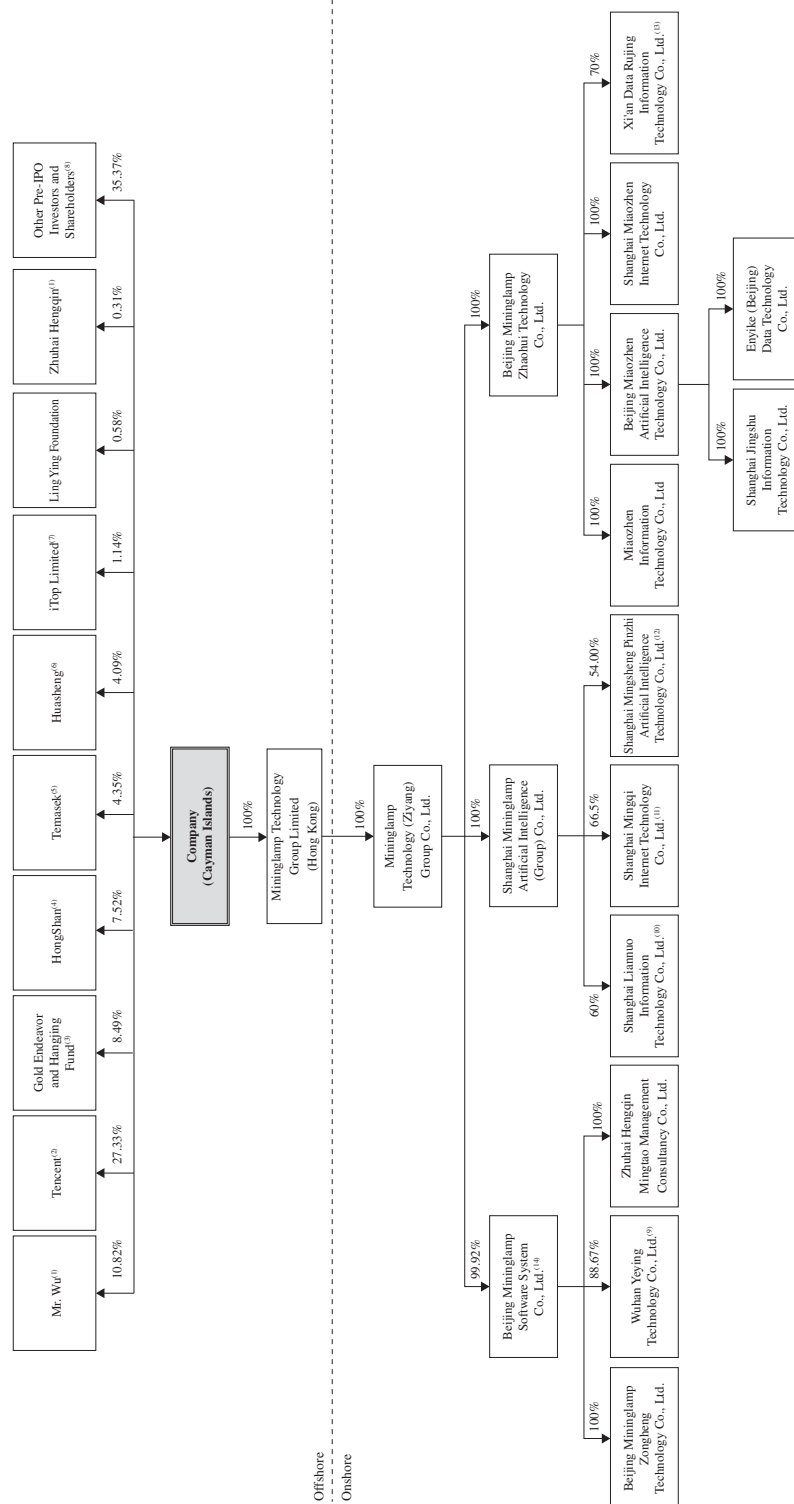 Mr. Wu(1)
Tencent(2)
Gold Endeavor
and Hangjing
Fund(3)
HongShan(4)
Temasek(5)
Huasheng(6)
iTop Limited(7)
Ling Ying Foundation
Zhuhai Hengqin(1)
Other Pre-IPO
Investors and
Shareholders(8)
10.82%
27.33%
8.49%
7.52%
4.35%
4.09%
1.14%
0.58%
0.31%
35.37%
Company
(Cayman Islands)
100%
Mininglamp Technology
Group Limited
(Hong Kong)
Offshore
Onshore
100%
Mininglamp
Technology (Ziyang)
Group Co., Ltd.
99.92%
100%
100%
Beijing Mininglamp
Software System
Co., Ltd.(14)
Shanghai Mininglamp
Artificial Intelligence
(Group) Co., Ltd.
Beijing Mininglamp
Zhaohui Technology
Co., Ltd.
100%
88.67%
100%
60%
66.5%
54.00%
100%
100%
100%
70%
Beijing Mininglamp
Zongheng
Technology Co., Ltd.
Wuhan Yeying
Technology Co., Ltd.(9)
Zhuhai Hengqin
Mingtao Management
Consultancy Co., Ltd.
Shanghai Liannuo
Information
Technology Co., Ltd.(10)
Shanghai Mingqi
Internet Technology
Co., Ltd.(11)
Shanghai Mingsheng Pinzhi
Artificial Intelligence
Technology Co., Ltd.(12)
Miaozhen
Information
Technology Co., Ltd
Beijing Miaozhen
Artificial Intelligence
Technology Co., Ltd.
Shanghai Miaozhen
Internet Technology
Co., Ltd.
Xi'an Data Rujing
Information
Technology Co., Ltd.(13)
100%
100%
Shanghai Jingshu
Information
Technology Co., Ltd.
Enyike (Beijing)
Data Technology
Co., Ltd.